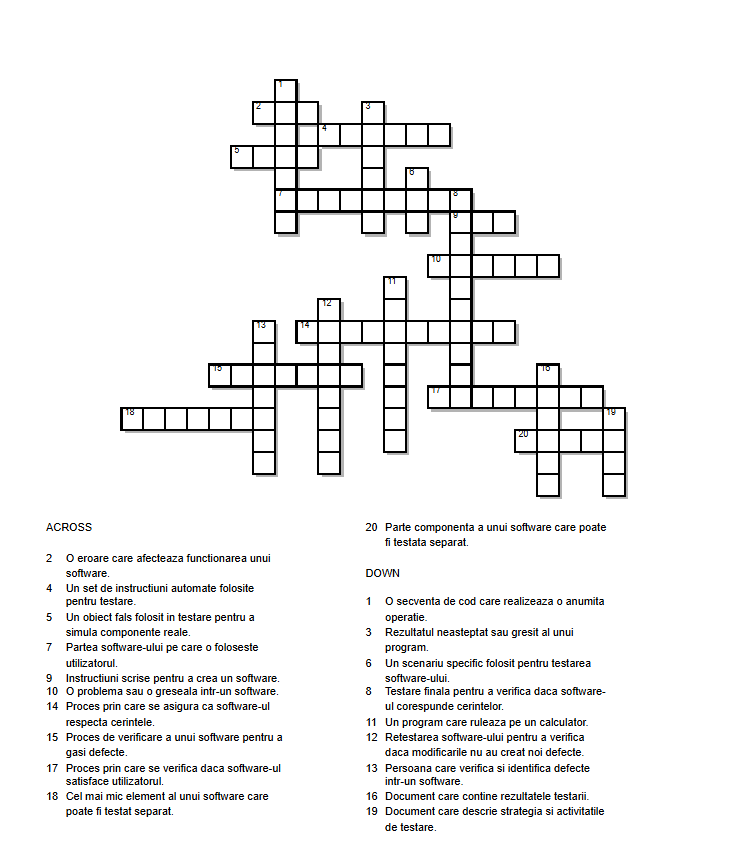 1
2
3
4
5
6
7
8
9
10
11
12
13
14
15
16
17
18
19
20
ACROSS
2 O eroare care afecteaza functionarea unui
software.
4 Un set de instructiuni automate folosite
pentru testare.
5 Un obiect fals folosit in testare pentru a
simula componente reale.
7 Partea software-ului pe care o foloseste
utilizatorul.
9 Instructiuni scrise pentru a crea un software.
10 O problema sau o greseala intr-un software.
14 Proces prin care se asigura ca software-ul
respecta cerintele.
15 Proces de verificare a unui software pentru a
gasi defecte.
17 Proces prin care se verifica daca software-ul
satisface utilizatorul.
18 Cel mai mic element al unui software care
poate fi testat separat.
20 Parte componenta a unui software care poate
fi testata separat.
DOWN
1 O secventa de cod care realizeaza o anumita
operatie.
3 Rezultatul neasteptat sau gresit al unui
program.
6 Un scenariu specific folosit pentru testarea
software-ului.
8 Testare finala pentru a verifica daca software-
ul corespunde cerintelor.
11 Un program care ruleaza pe un calculator.
12 Retestarea software-ului pentru a verifica
daca modificarile nu au creat noi defecte.
13 Persoana care verifica si identifica defecte
intr-un software.
16 Document care contine rezultatele testarii.
19 Document care descrie strategia si activitatile
de testare.